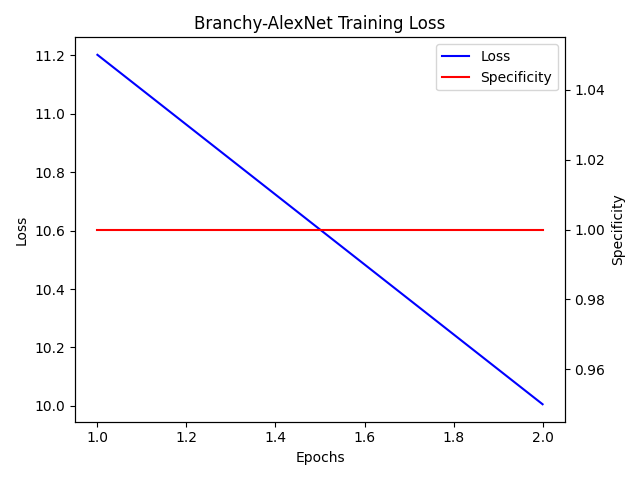 Branchy-AlexNet Training Loss
Loss
Specificity
11.2
11.0
10.8
10.6
10.4
10.2
10.0
Loss
1.04
1.02
1.00
0.98
0.96
Specificity
1.0 1.2 1.4 1.6 1.8 2.0
Epochs